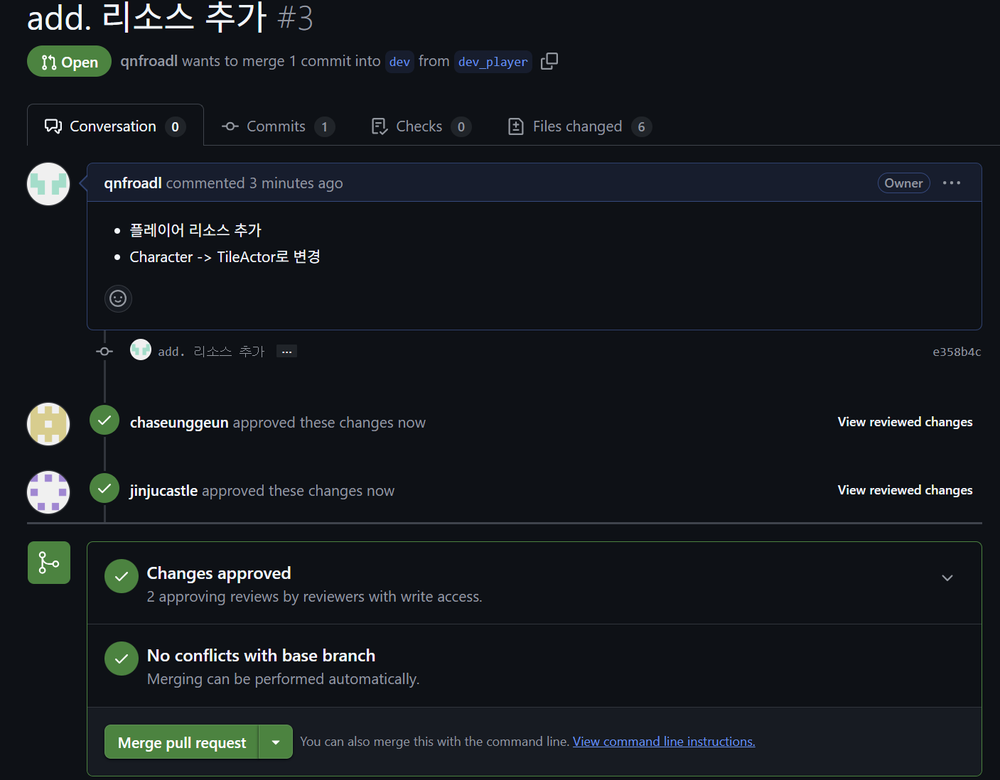 add. 리소스 추가 #3
Open qnfroadl wants to merge 1 commit into dev from dev_player
Conversation 0 Commits 1 Checks 0 Files changed 6
qnfroadl commented 3 minutes ago Owner
플레이어 리소스 추가
Character -> TileActor로 변경
add. 리소스 추가 ... e358b4c
chaseunggeun approved these changes now View reviewed changes
jinjucastle approved these changes now View reviewed changes
Changes approved
2 approving reviews by reviewers with write access.
No conflicts with base branch
Merging can be performed automatically.
Merge pull request You can also merge this with the command line. View command line instructions.